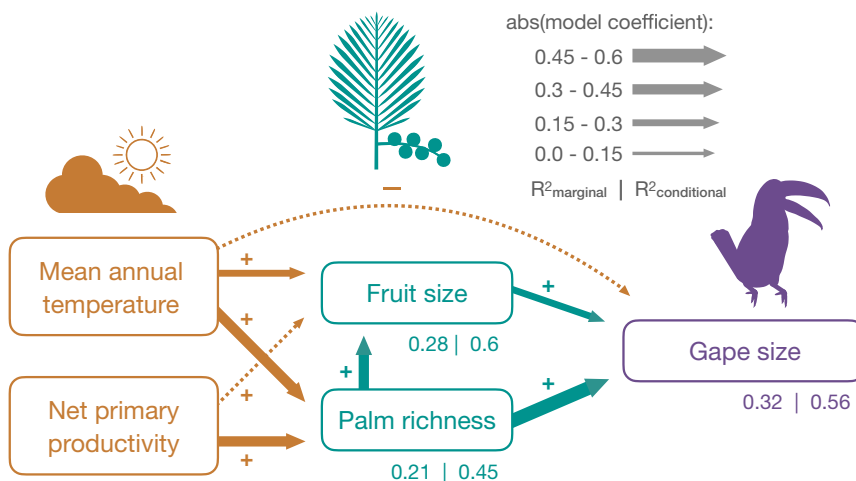 abs(model coefficient):
0.45 - 0.6
0.3 - 0.45
0.15 - 0.3
0.0 - 0.15
R²marginal | R²conditional
−
Mean annual
temperature
+
+
Fruit size
+
0.28 | 0.6
Gape size
0.32 | 0.56
+
+
+
Net primary
productivity
+
Palm richness
0.21 | 0.45